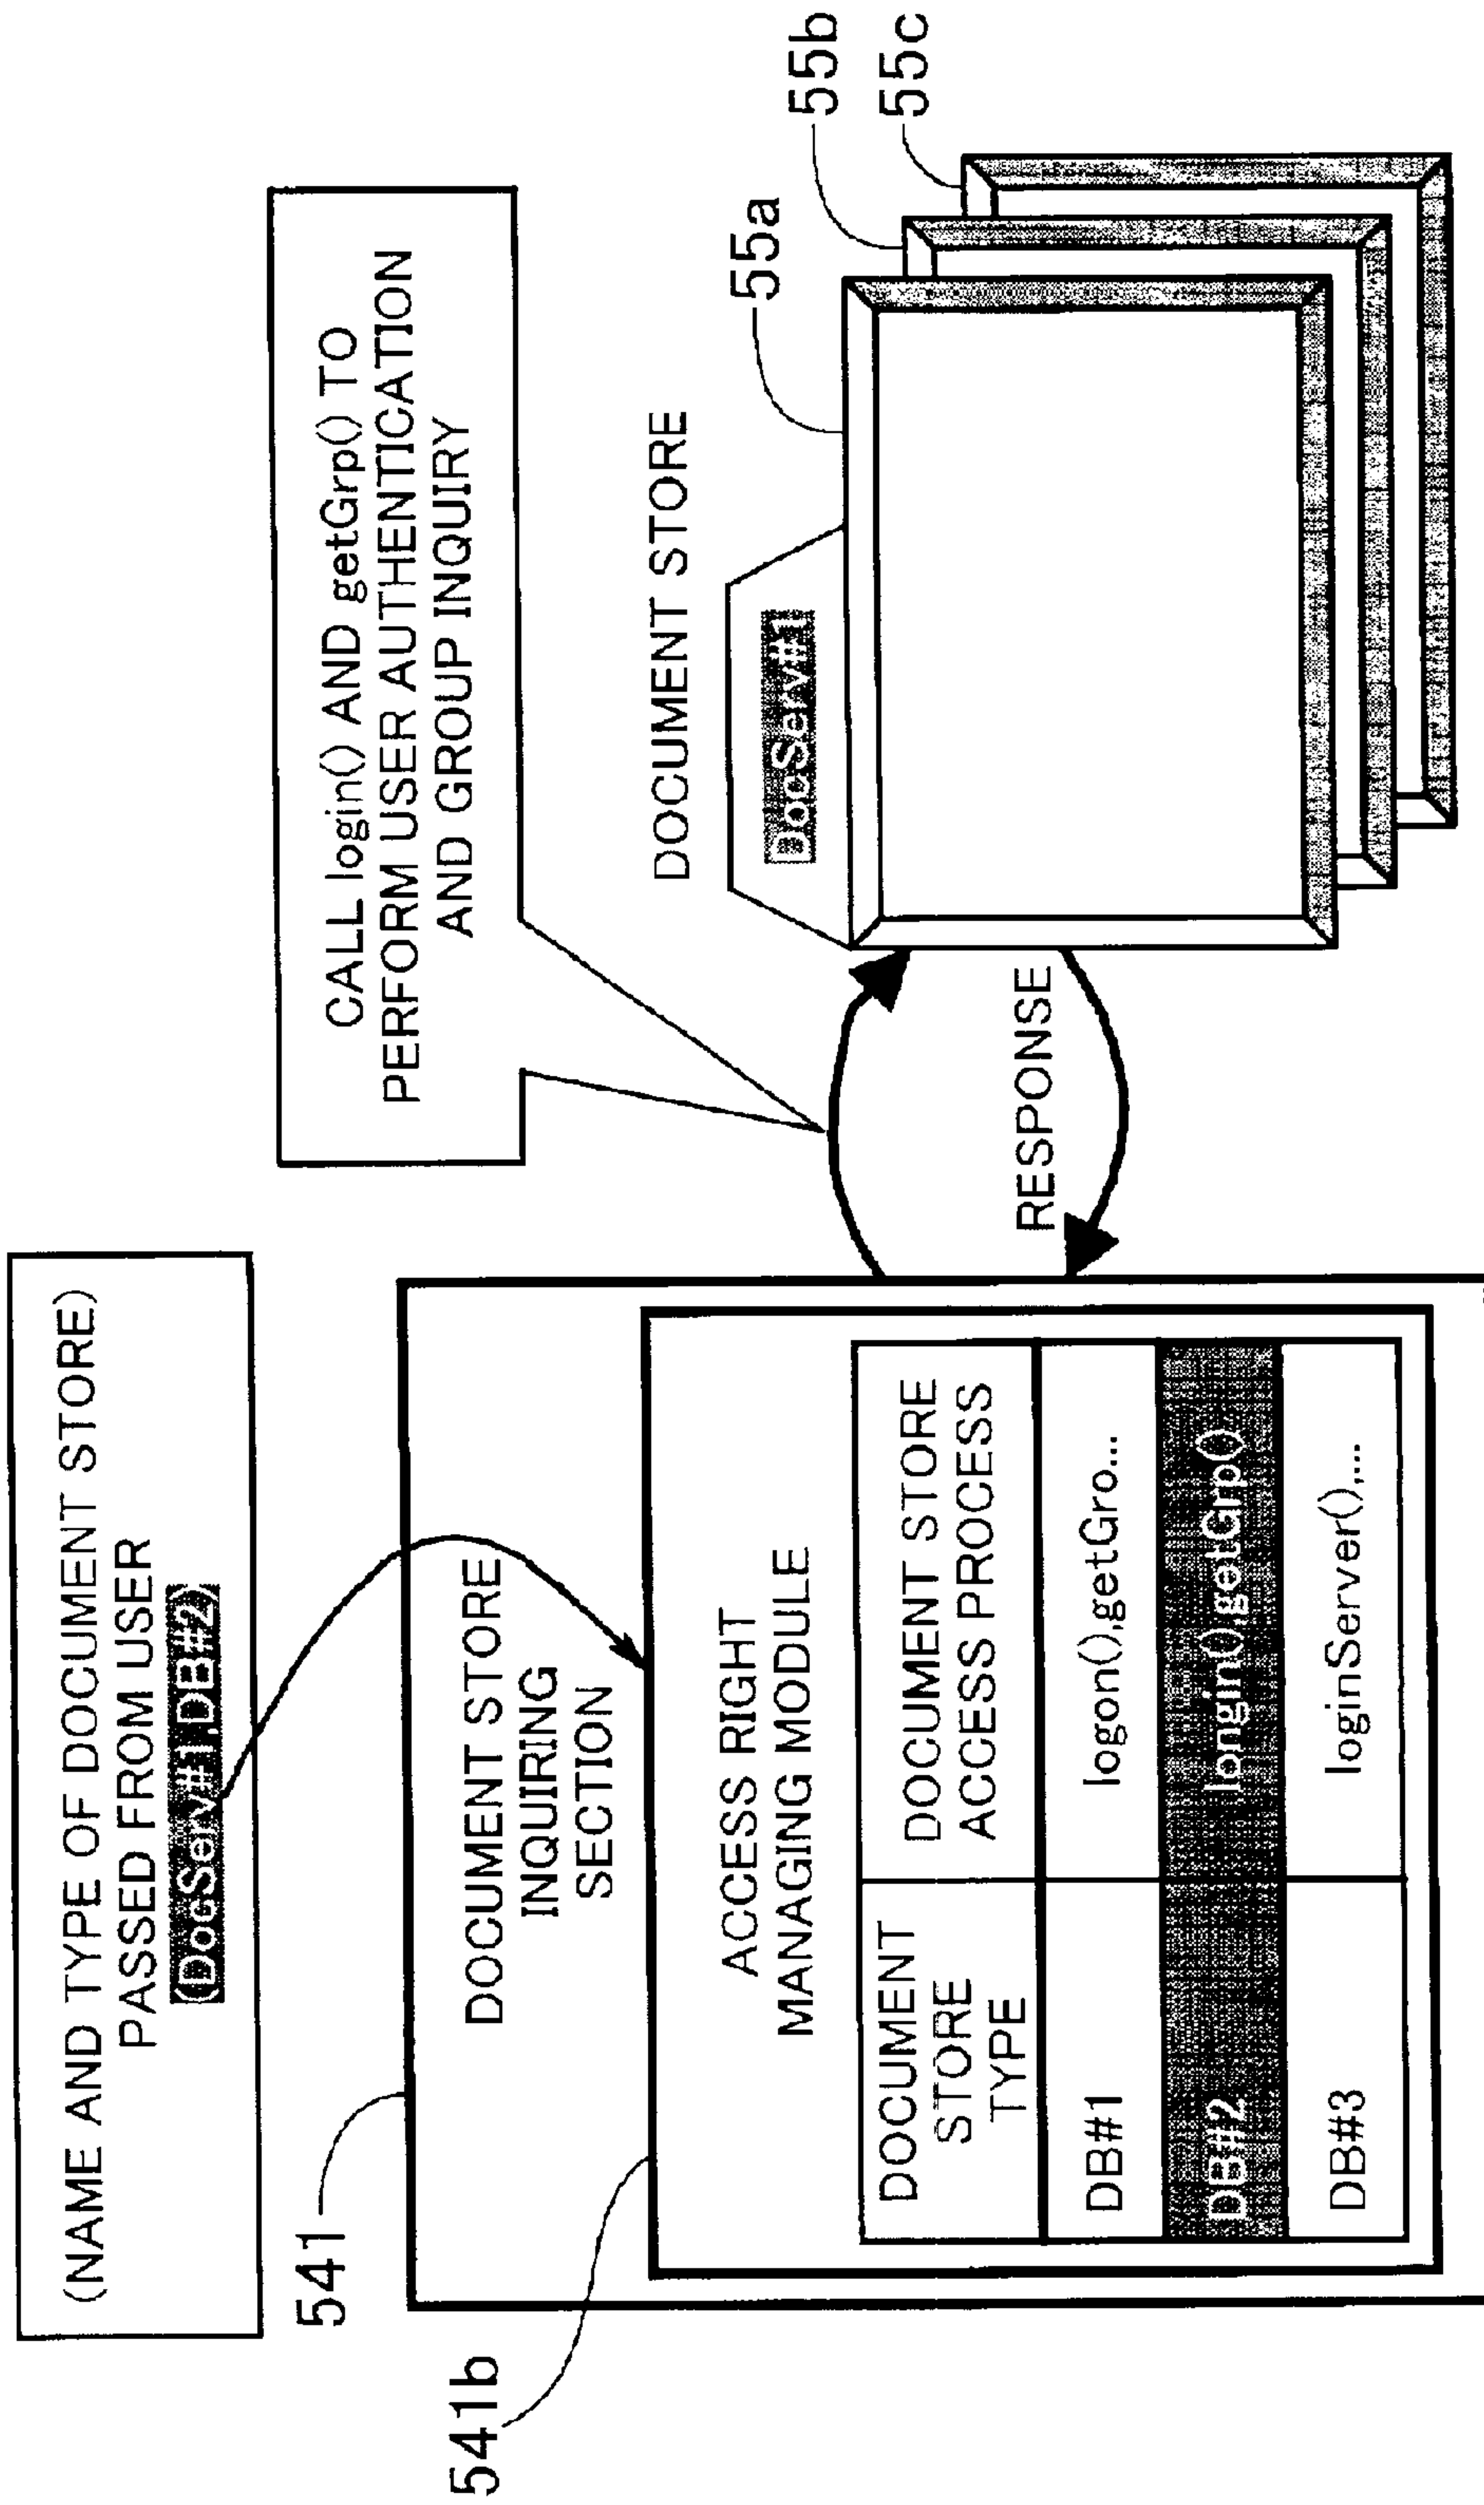 (NAME AND TYPE OF DOCUMENT STORE)
PASSED FROM USER
(DocServ#1,DB#2)
541
541b
DOCUMENT STORE
INQUIRING
SECTION
ACCESS RIGHT
MANAGING MODULE
DOCUMENT
STORE
TYPE
DOCUMENT STORE
ACCESS PROCESS
DB#1
logon(),getGro...
DB#2
longin(),getGrp()
DB#3
loginServer(),...
CALL login() AND getGrp() TO
PERFORM USER AUTHENTICATION
AND GROUP INQUIRY
RESPONSE
DOCUMENT STORE
DocServ#1
55a
55b
55c